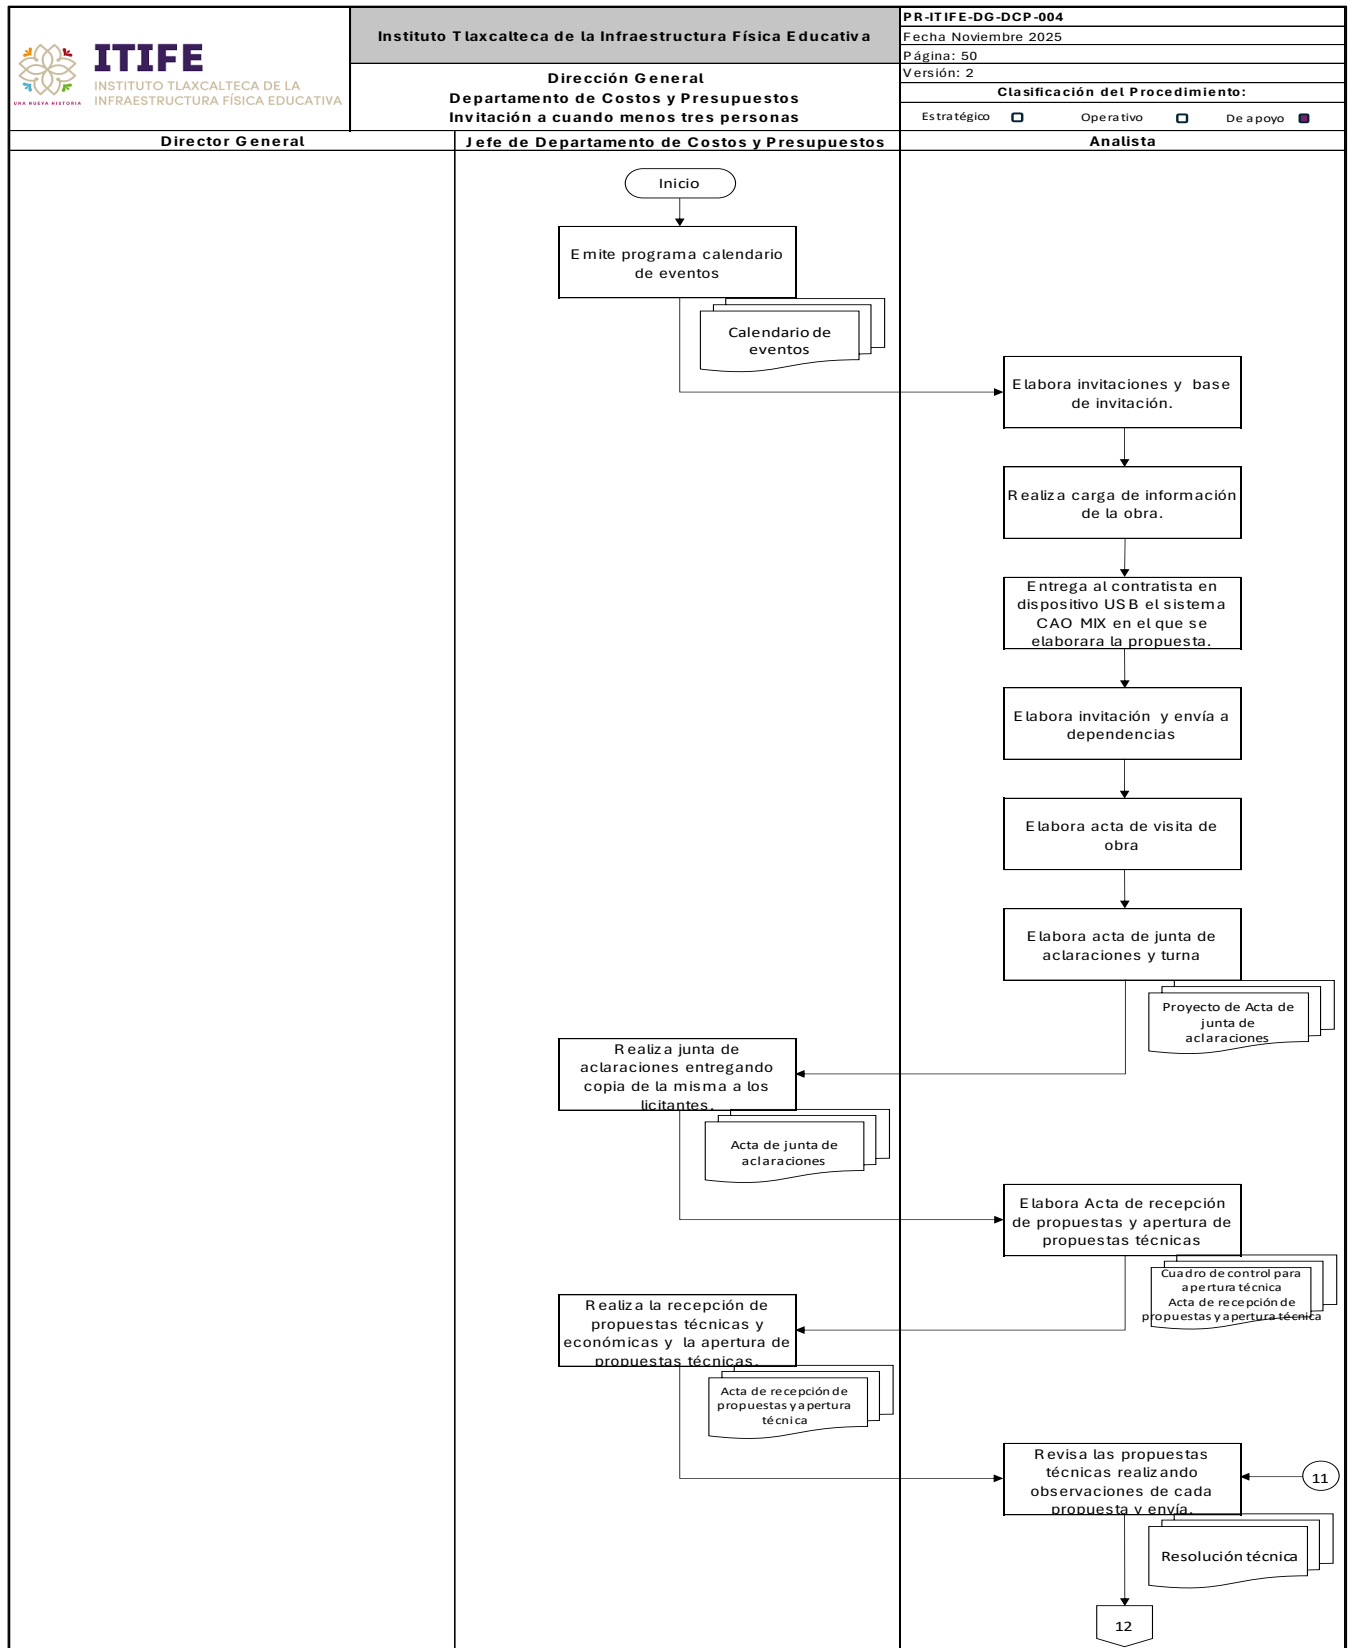 UNA NUEVA HISTORIA
ITIFE
INSTITUTO TLAXCALTECA DE LA
INFRAESTRUCTURA FÍSICA EDUCATIVA
Instituto Tlaxcalteca de la Infraestructura Física Educativa
Dirección General
Departamento de Costos y Presupuestos
Invitación a cuando menos tres personas
PR-ITIFE-DG-DCP-004
Fecha Noviembre 2025
Página: 50
Versión: 2
Clasificación del Procedimiento:
Estratégico Operativo De apoyo
Director General
Jefe de Departamento de Costos y Presupuestos
Analista
Inicio
Emite programa calendario
de eventos
Calendario de
eventos
Elabora invitaciones y base
de invitación.
Realiza carga de información
de la obra.
Entrega al contratista en
dispositivo USB el sistema
CAO MIX en el que se
elaborara la propuesta.
Elabora invitación y envía a
dependencias
Elabora acta de visita de
obra
Elabora acta de junta de
aclaraciones y turna
Proyecto de Acta de
junta de
aclaraciones
Realiza junta de
aclaraciones entregando
copia de la misma a los
licitantes.
Acta de junta de
aclaraciones
Elabora Acta de recepción
de propuestas y apertura de
propuestas técnicas
Cuadro de control para
apertura técnica
Acta de recepción de
propuestas y apertura técnica
Realiza la recepción de
propuestas técnicas y
económicas y la apertura de
propuestas técnicas.
Acta de recepción de
propuestas y apertura
técnica
Revisa las propuestas
técnicas realizando
observaciones de cada
propuesta y envía.
11
Resolución técnica
12